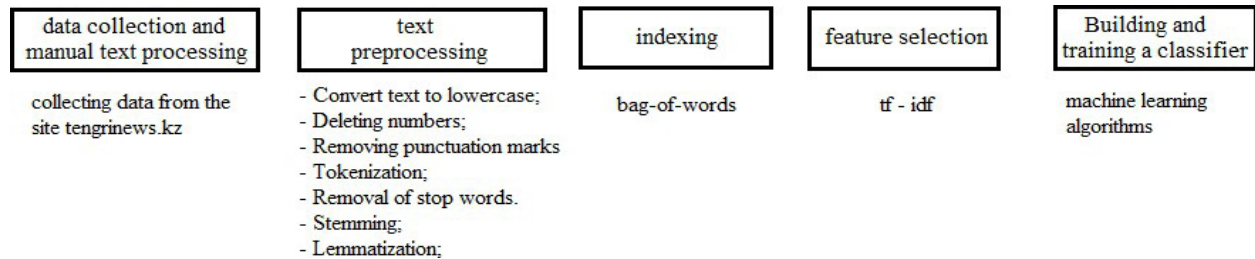 data collection and
manual text processing
collecting data from the
site tengrinews.kz
text
preprocessing
- Convert text to lowercase;
- Deleting numbers;
- Removing punctuation marks
- Tokenization;
- Removal of stop words.
- Stemming;
- Lemmatization;
indexing
bag-of-words
feature selection
tf - idf
Building and
training a classifier
machine learning
algorithms